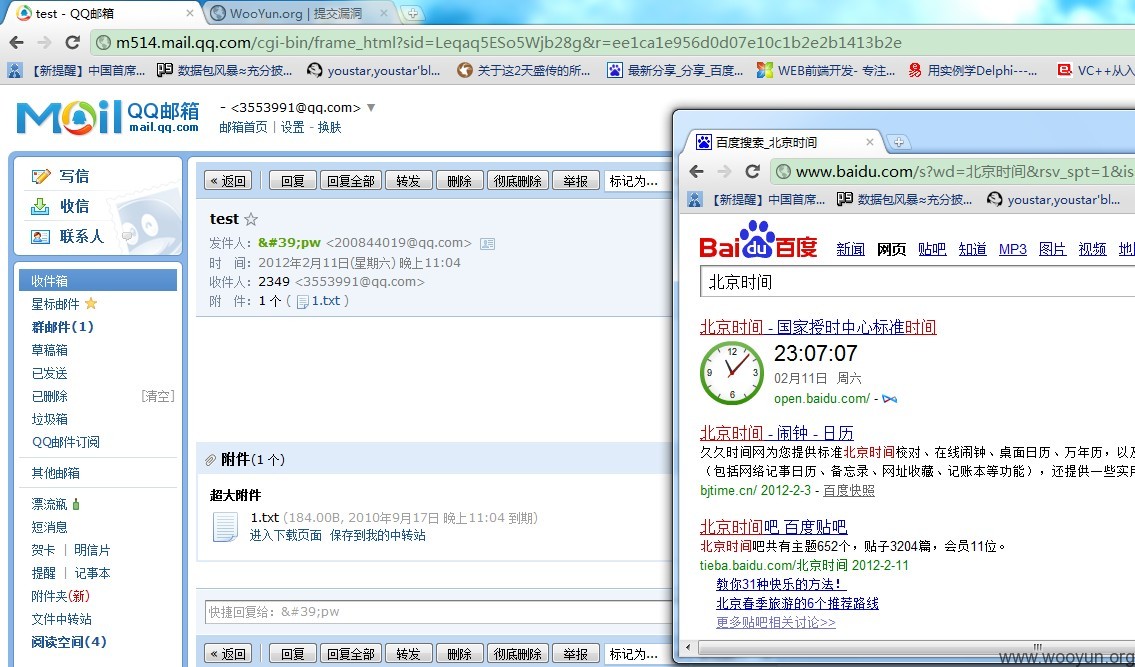 test - QQ邮箱
WooYun.org | 提交漏洞
m514.mail.qq.com/cgi-bin/frame_html?sid=Leqaq5ESo5Wjb28g&r=ee1ca1e956d0d07e10c1b2e2b1413b2e
【新提醒】中国首席... 数据包风暴≈充分披... youstar,youstar'bl... 关于这2天盛传的所... 最新分享_分享_百度... WEB前端开发- 专注... 用实例学Delphi---... VC++从入
Mail QQ邮箱
mail.qq.com
- <3553991@qq.com>
邮箱首页 | 设置 - 换肤
写信
收信
联系人
收件箱
星标邮件
群邮件(1)
草稿箱
已发送
已删除 [清空]
垃圾箱
QQ邮件订阅
其他邮箱
漂流瓶
短消息
贺卡 | 明信片
提醒 | 记事本
附件夹(新)
文件中转站
阅读空间(4)
« 返回 回复 回复全部 转发 删除 彻底删除 举报 标记为...
test
发件人：&#39;pw <200844019@qq.com>
时 间：2012年2月11日(星期六) 晚上11:04
收件人：2349 <3553991@qq.com>
附 件：1 个 ( 1.txt )
附件(1 个)
超大附件
1.txt (184.00B, 2010年9月17日 晚上11:04 到期)
进入下载页面 保存到我的中转站
快捷回复给：&#39;pw
« 返回 回复 回复全部 转发 删除 彻底删除 举报 标记为...
百度搜索_北京时间
www.baidu.com/s?wd=北京时间&rsv_spt=1&is
【新提醒】中国首席... 数据包风暴≈充分披... youstar,youstar'bl...
Bai du 百度
新闻 网页 贴吧 知道 MP3 图片 视频 地
北京时间
北京时间 - 国家授时中心标准时间
12
9 3
6
23:07:07
02月11日 周六
open.baidu.com/ -
北京时间 - 闹钟 - 日历
久久时间网为您提供标准北京时间校对、在线闹钟、桌面日历、万年历，以及
（包括网络记事日历、备忘录、网址收藏、记账本等功能），还提供一些实用
bjtime.cn/ 2012-2-3 - 百度快照
北京时间吧_百度贴吧
北京时间吧共有主题652个，贴子3204篇，会员11位。
tieba.baidu.com/北京时间 2012-2-11
教你31种快乐的方法！
北京春季旅游的6个推荐路线
更多贴吧相关讨论>>
www.wooyun.org